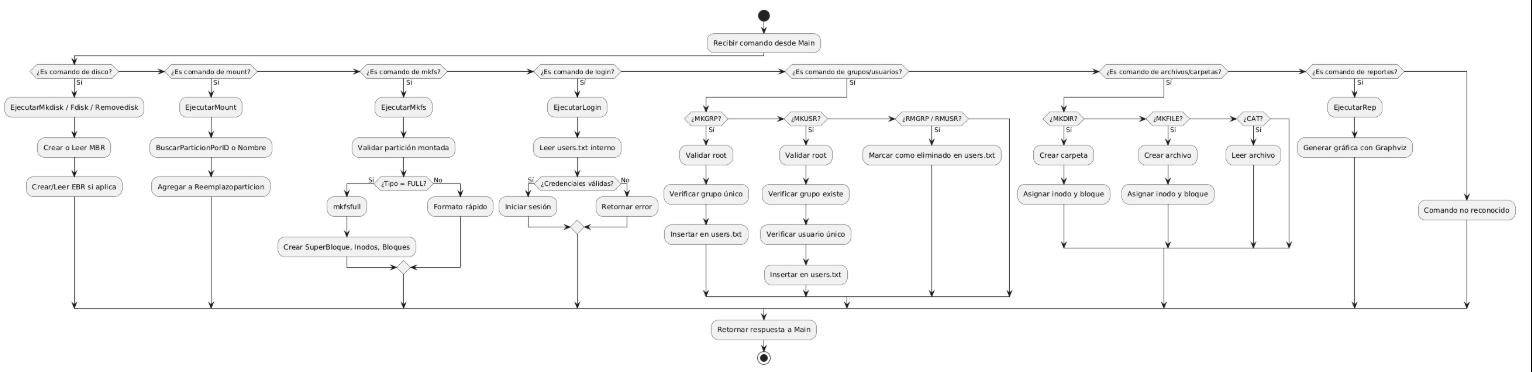 Recibir comando desde Main
¿Es comando de disco?
Sí
EjecutarMkdisk / Fdisk / Removedisk
Crear o Leer MBR
Crear/Leer EBR si aplica
¿Es comando de mount?
Sí
EjecutarMount
BuscarParticionPorID o Nombre
Agregar a Reemplazoparticion
¿Es comando de mkfs?
Sí
EjecutarMkfs
Validar partición montada
¿Tipo = FULL?
Sí
No
mkfsfull
Formato rápido
Crear SuperBloque, Inodos, Bloques
¿Es comando de login?
Sí
EjecutarLogin
Leer users.txt interno
¿Credenciales válidas?
Sí
No
Iniciar sesión
Retornar error
¿Es comando de grupos/usuarios?
Sí
¿MKGRP?
Sí
Validar root
Verificar grupo único
Insertar en users.txt
¿MKUSR?
Sí
Validar root
Verificar grupo existe
Verificar usuario único
Insertar en users.txt
¿RMGRP / RMUSR?
Sí
Marcar como eliminado en users.txt
¿Es comando de archivos/carpetas?
Sí
¿MKDIR?
Sí
Crear carpeta
Asignar inodo y bloque
¿MKFILE?
Sí
Crear archivo
Asignar inodo y bloque
¿CAT?
Sí
Leer archivo
¿Es comando de reportes?
Sí
EjecutarRep
Generar gráfica con Graphviz
Comando no reconocido
Retornar respuesta a Main